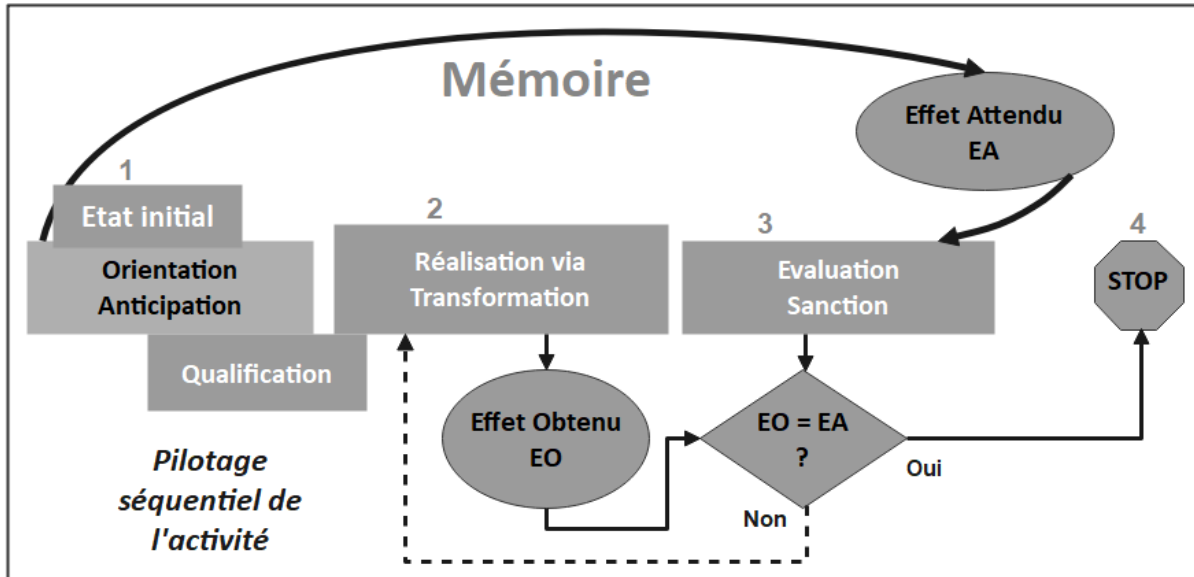 Mémoire
Effet Attendu
EA
1
Etat initial
Orientation
Anticipation
Qualification
2
Réalisation via
Transformation
3
Evaluation
Sanction
4
STOP
Effet Obtenu
EO
EO = EA
?
Oui
Non
Pilotage
séquentiel de
l'activité